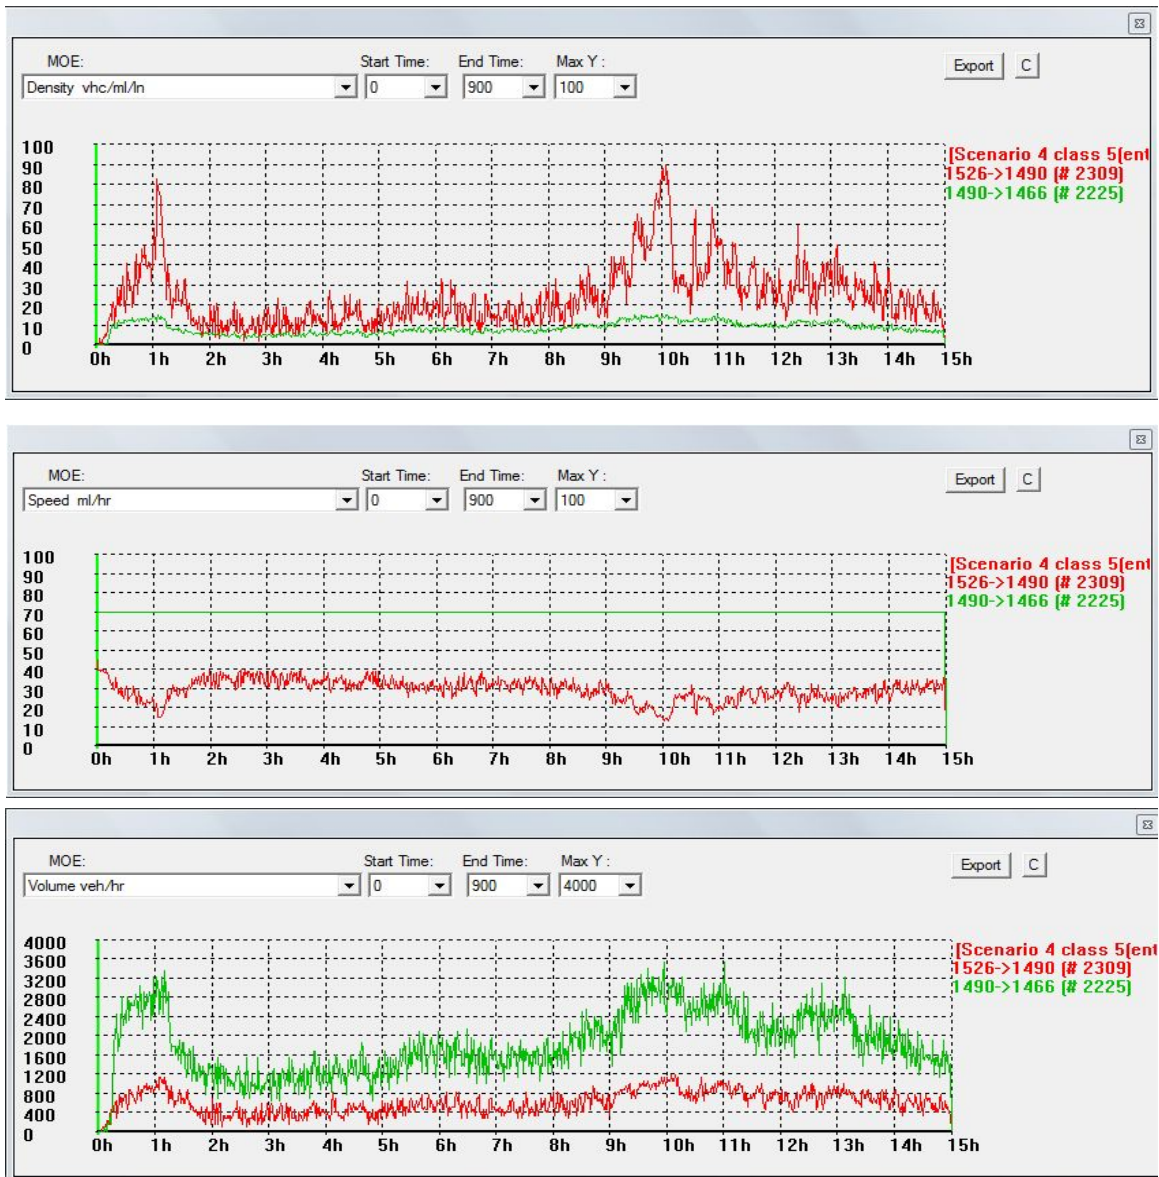 MOE: Start Time: End Time: Max Y :
Density vhc/ml/ln 0 900 100 Export C
100
90
80
70
60
50
40
30
20
10
0
0h 1h 2h 3h 4h 5h 6h 7h 8h 9h 10h 11h 12h 13h 14h 15h
[Scenario 4 class 5(ent
1526->1490 (# 2309)
1490->1466 (# 2225)
MOE: Start Time: End Time: Max Y :
Speed ml/hr 0 900 100 Export C
100
90
80
70
60
50
40
30
20
10
0
0h 1h 2h 3h 4h 5h 6h 7h 8h 9h 10h 11h 12h 13h 14h 15h
[Scenario 4 class 5(ent
1526->1490 (# 2309)
1490->1466 (# 2225)
MOE: Start Time: End Time: Max Y :
Volume veh/hr 0 900 4000 Export C
4000
3600
3200
2800
2400
2000
1600
1200
800
400
0
0h 1h 2h 3h 4h 5h 6h 7h 8h 9h 10h 11h 12h 13h 14h 15h
[Scenario 4 class 5(ent
1526->1490 (# 2309)
1490->1466 (# 2225)